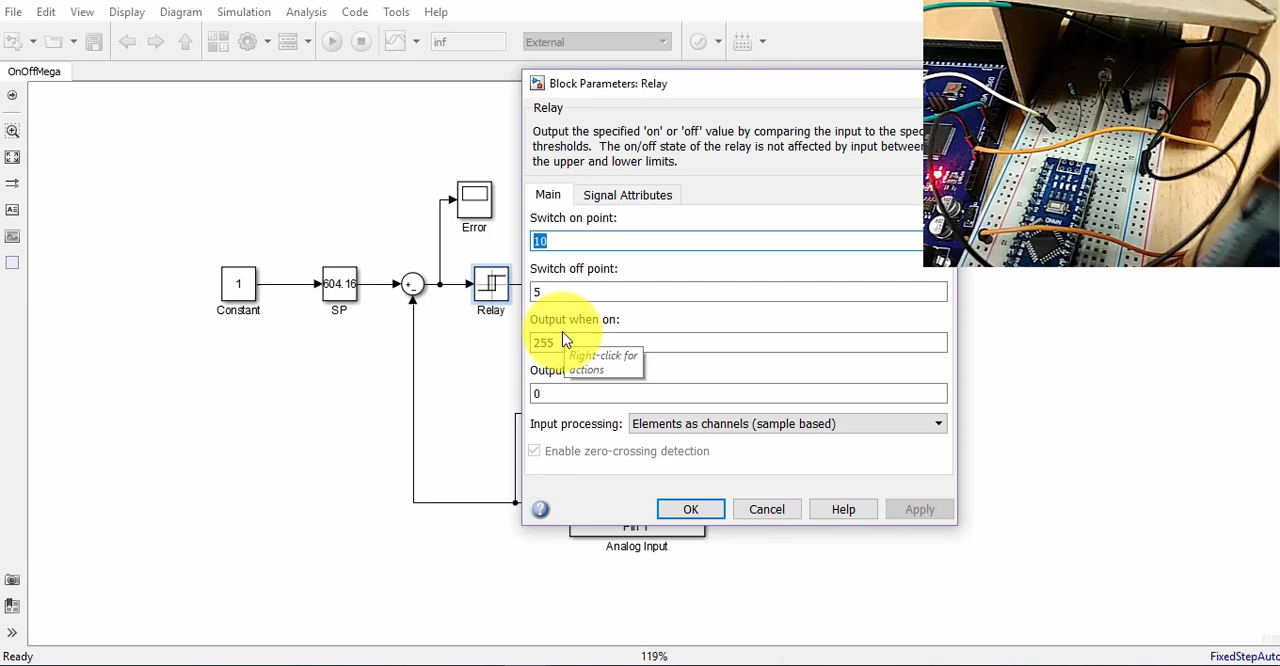 File Edit View Display Diagram Simulation Analysis Code Tools Help
inf
External
OnOffMega
Block Parameters: Relay
Relay
Output the specified 'on' or 'off' value by comparing the input to the spec
thresholds. The on/off state of the relay is not affected by input between
the upper and lower limits.
Main
Signal Attributes
Switch on point:
10
Switch off point:
5
Output when on:
255
Right-click for
actions
Outpu
0
Input processing:
Elements as channels (sample based)
Enable zero-crossing detection
OK
Cancel
Help
Apply
Error
1
604.16
Constant
SP
Relay
Pin 1
Analog Input
Ready
119%
FixedStepAuto